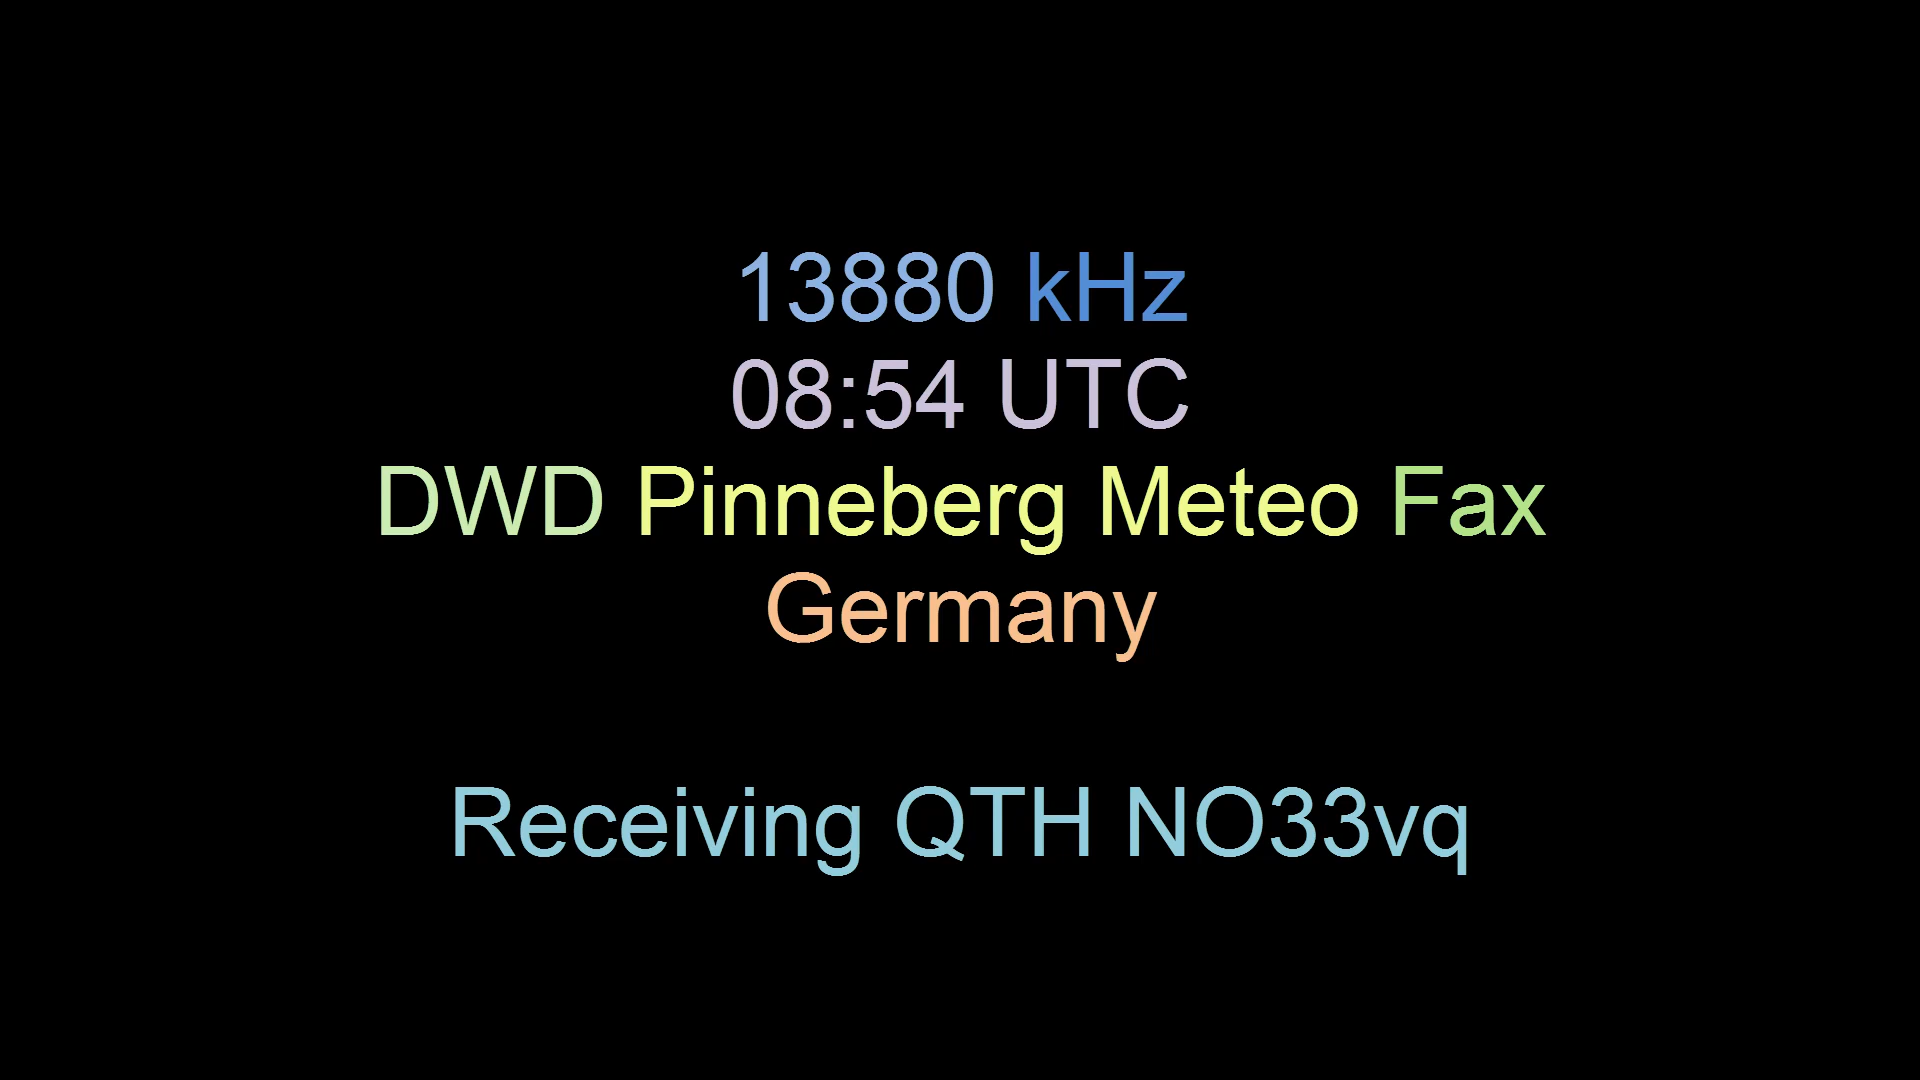 13880 kHz
08:54 UTC
DWD Pinneberg Meteo Fax
Germany
Receiving QTH NO33vq